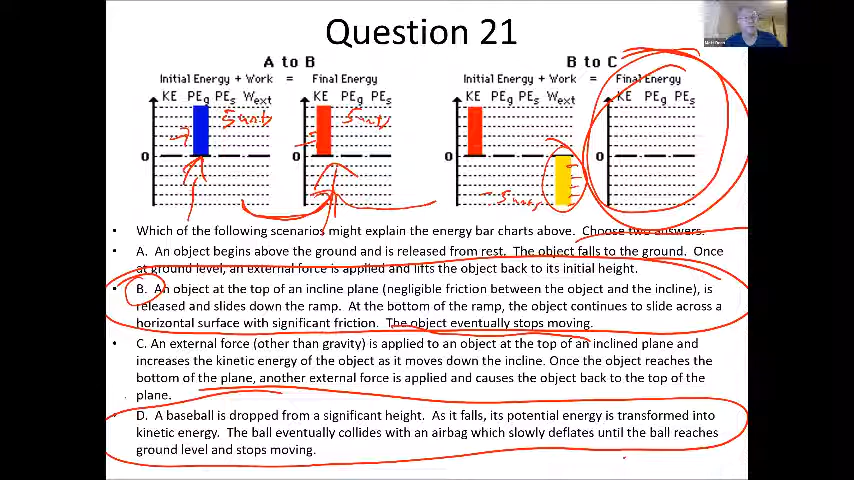 Question 21
A to B
B to C
Initial Energy + Work = Final Energy
Initial Energy + Work = Final Energy
KE PEg PEs Wext KE PEg PEs
KE PEg PEs Wext KE PEg PEs
5 units
5 units
0 0 0 0
-5 units
• Which of the following scenarios might explain the energy bar charts above. Choose two answers.
• A. An object begins above the ground and is released from rest. The object falls to the ground. Once
at ground level, an external force is applied and lifts the object back to its initial height.
• B. An object at the top of an incline plane (negligible friction between the object and the incline), is
released and slides down the ramp. At the bottom of the ramp, the object continues to slide across a
horizontal surface with significant friction. The object eventually stops moving.
• C. An external force (other than gravity) is applied to an object at the top of an inclined plane and
increases the kinetic energy of the object as it moves down the incline. Once the object reaches the
bottom of the plane, another external force is applied and causes the object back to the top of the
plane.
• D. A baseball is dropped from a significant height. As it falls, its potential energy is transformed into
kinetic energy. The ball eventually collides with an airbag which slowly deflates until the ball reaches
ground level and stops moving.